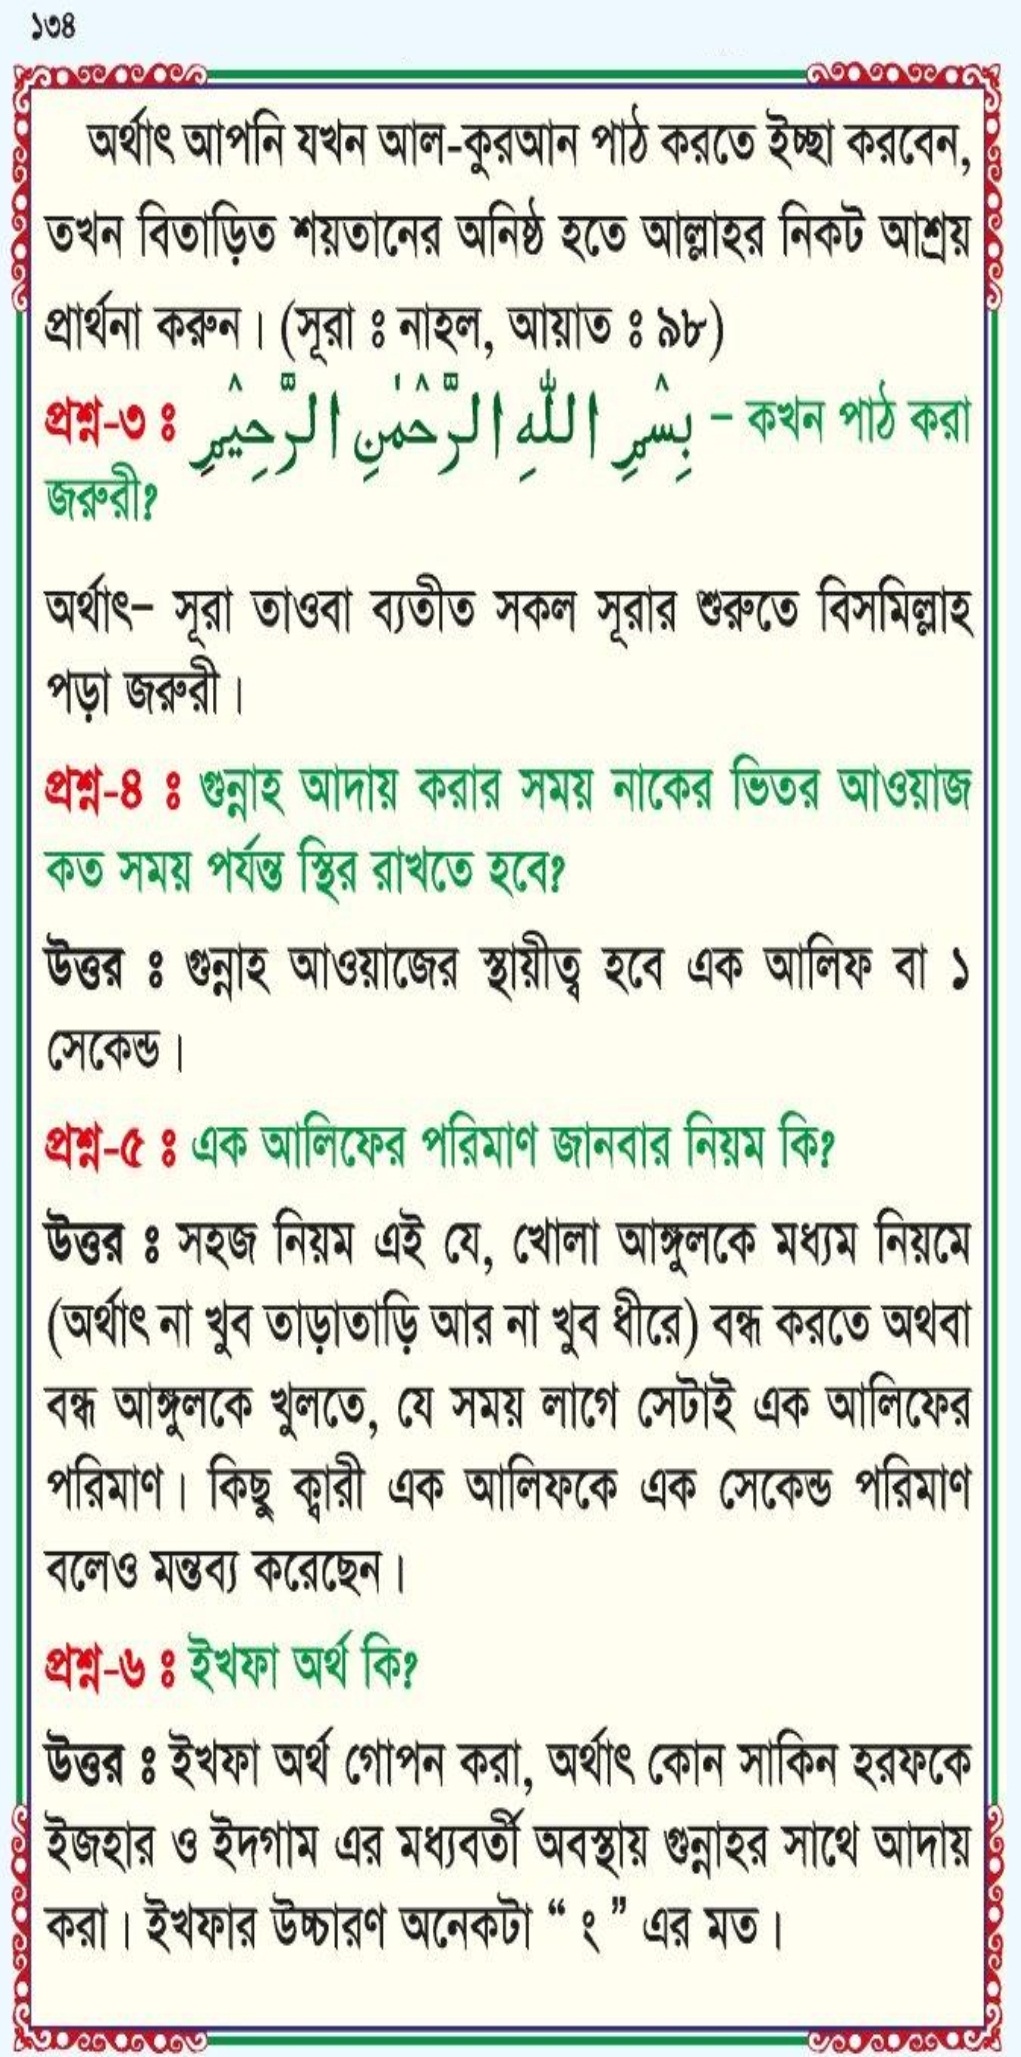 ১৩৪
অর্থাৎ আপনি যখন আল-কুরআন পাঠ করতে ইচ্ছা করবেন,
তখন বিতাড়িত শয়তানের অনিষ্ঠ হতে আল্লাহর নিকট আশ্রয়
প্রার্থনা করুন। (সূরা ঃ নাহল, আয়াত ঃ ৯৮)
প্রশ্ন-৩ ঃ بِسْمِ اللّٰهِ الرَّحْمٰنِ الرَّحِيْمِ – কখন পাঠ করা
জরুরী?
অর্থাৎ– সূরা তাওবা ব্যতীত সকল সূরার শুরুতে বিসমিল্লাহ
পড়া জরুরী।
প্রশ্ন-৪ ঃ গুন্নাহ আদায় করার সময় নাকের ভিতর আওয়াজ
কত সময় পর্যন্ত স্থির রাখতে হবে?
উত্তর ঃ গুন্নাহ আওয়াজের স্থায়ীত্ব হবে এক আলিফ বা ১
সেকেন্ড।
প্রশ্ন-৫ ঃ এক আলিফের পরিমাণ জানবার নিয়ম কি?
উত্তর ঃ সহজ নিয়ম এই যে, খোলা আঙ্গুলকে মধ্যম নিয়মে
(অর্থাৎ না খুব তাড়াতাড়ি আর না খুব ধীরে) বন্ধ করতে অথবা
বন্ধ আঙ্গুলকে খুলতে, যে সময় লাগে সেটাই এক আলিফের
পরিমাণ। কিছু ক্বারী এক আলিফকে এক সেকেন্ড পরিমাণ
বলেও মন্তব্য করেছেন।
প্রশ্ন-৬ ঃ ইখফা অর্থ কি?
উত্তর ঃ ইখফা অর্থ গোপন করা, অর্থাৎ কোন সাকিন হরফকে
ইজহার ও ইদগাম এর মধ্যবর্তী অবস্থায় গুন্নাহর সাথে আদায়
করা। ইখফার উচ্চারণ অনেকটা “ ং ” এর মত।